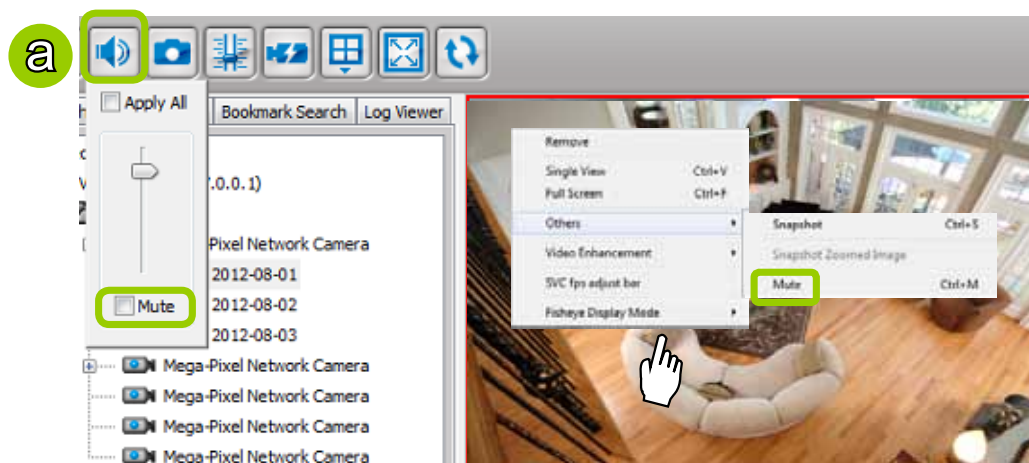 a
Apply All
Bookmark Search
Log Viewer
.0.0.1)
Pixel Network Camera
2012-08-01
Mute
2012-08-02
2012-08-03
Mega-Pixel Network Camera
Mega-Pixel Network Camera
Mega-Pixel Network Camera
Mega-Pixel Network Camera
Remove
Single View Ctrl+V
Full Screen Ctrl+F
Others
Video Enhancement
SVC fps adjust bar
Fisheye Display Mode
Snapshot Ctrl+S
Snapshot Zoomed Image
Mute Ctrl+M